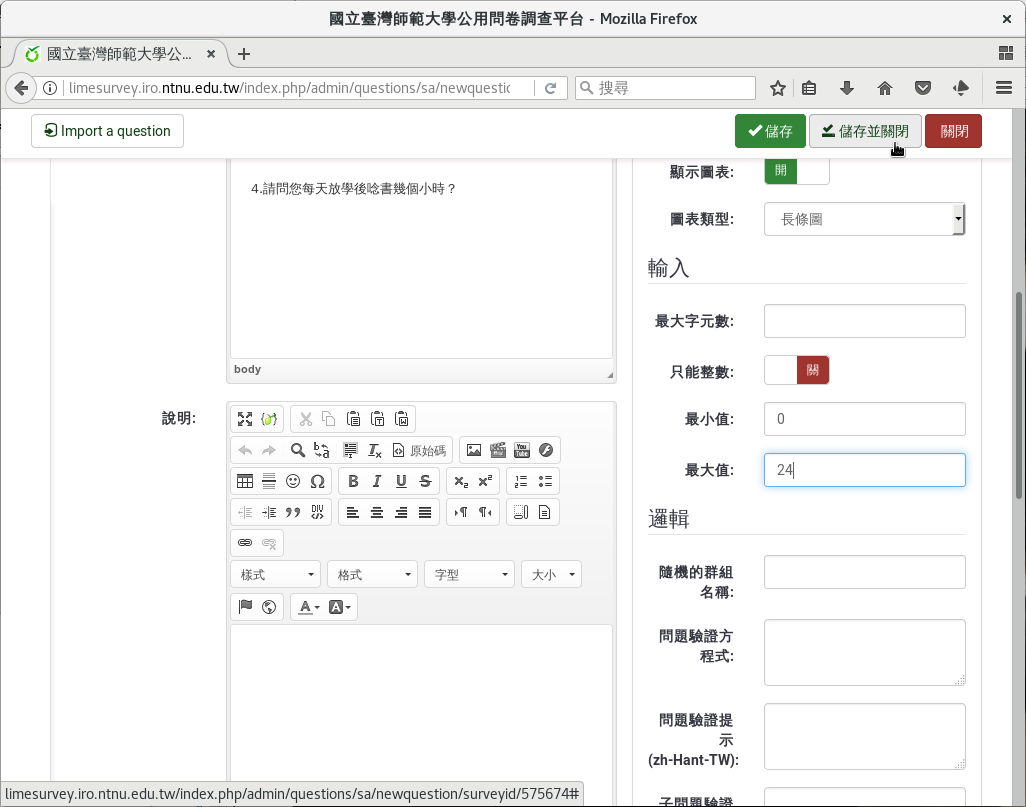 國立臺灣師範大學公用問卷調查平台 - Mozilla Firefox
國立臺灣師範大學公...
limesurvey.iro.ntnu.edu.tw/index.php/admin/questions/sa/newquestic
搜尋
Import a question
儲存
儲存並關閉
關閉
4.請問您每天放學後唸書幾個小時？
body
說明:
原始碼
You
Tube
DIV
B I U S
樣式
格式
字型
大小
A
A
顯示圖表:
開
圖表類型:
長條圖
輸入
最大字元數:
只能整數:
關
最小值:
0
最大值:
24
邏輯
隨機的群組
名稱:
問題驗證方
程式:
問題驗證提
示
(zh-Hant-TW):
子問題驗證
limesurvey.iro.ntnu.edu.tw/index.php/admin/questions/sa/newquestion/surveyid/575674#